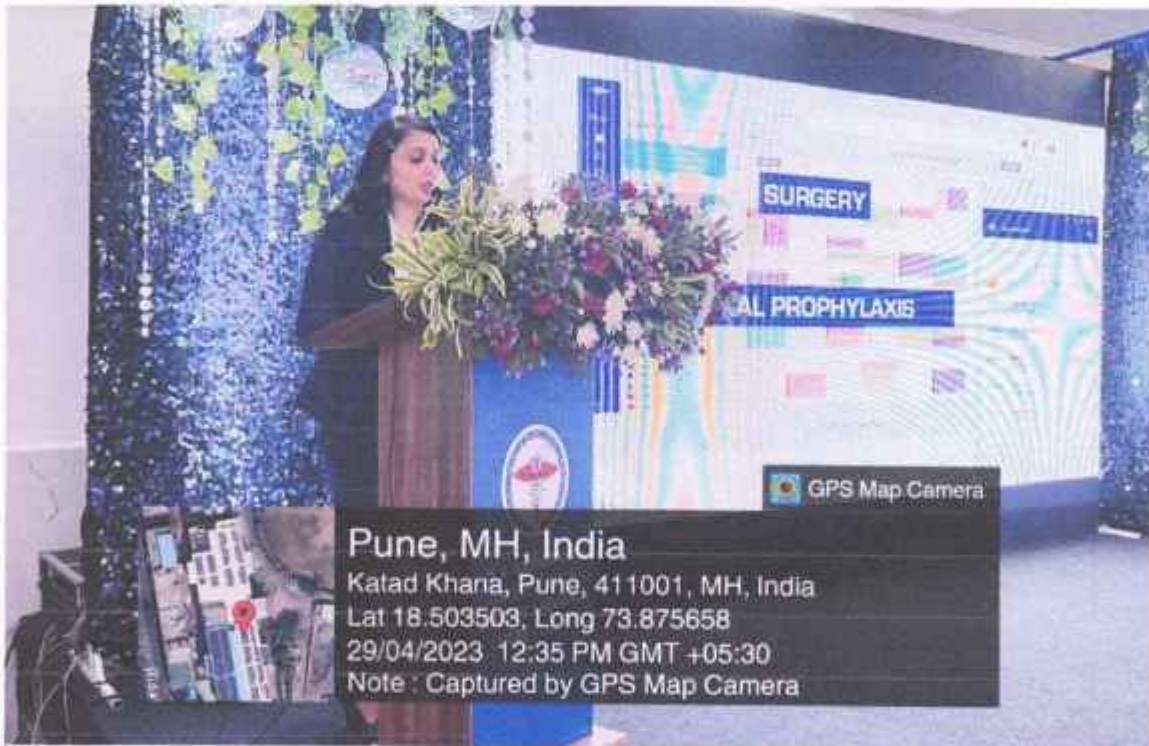 SURGERY
AL PROPHYLAXIS
GPS Map Camera
Pune, MH, India
Katad Khana, Pune, 411001, MH, India
Lat 18.503503, Long 73.875658
29/04/2023 12:35 PM GMT +05:30
Note : Captured by GPS Map Camera